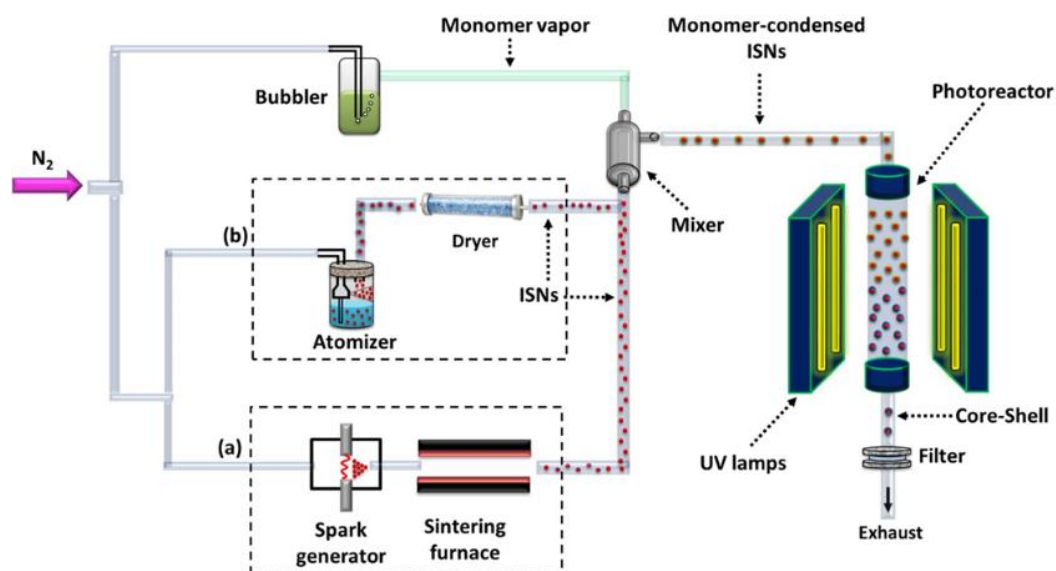 Monomer vapor
Monomer-condensed
ISNs
Bubbler
Photoreactor
N₂
Mixer
(b)
Dryer
ISNs
Atomizer
(a)
Core-Shell
UV lamps
Filter
Spark
generator
Sintering
furnace
Exhaust